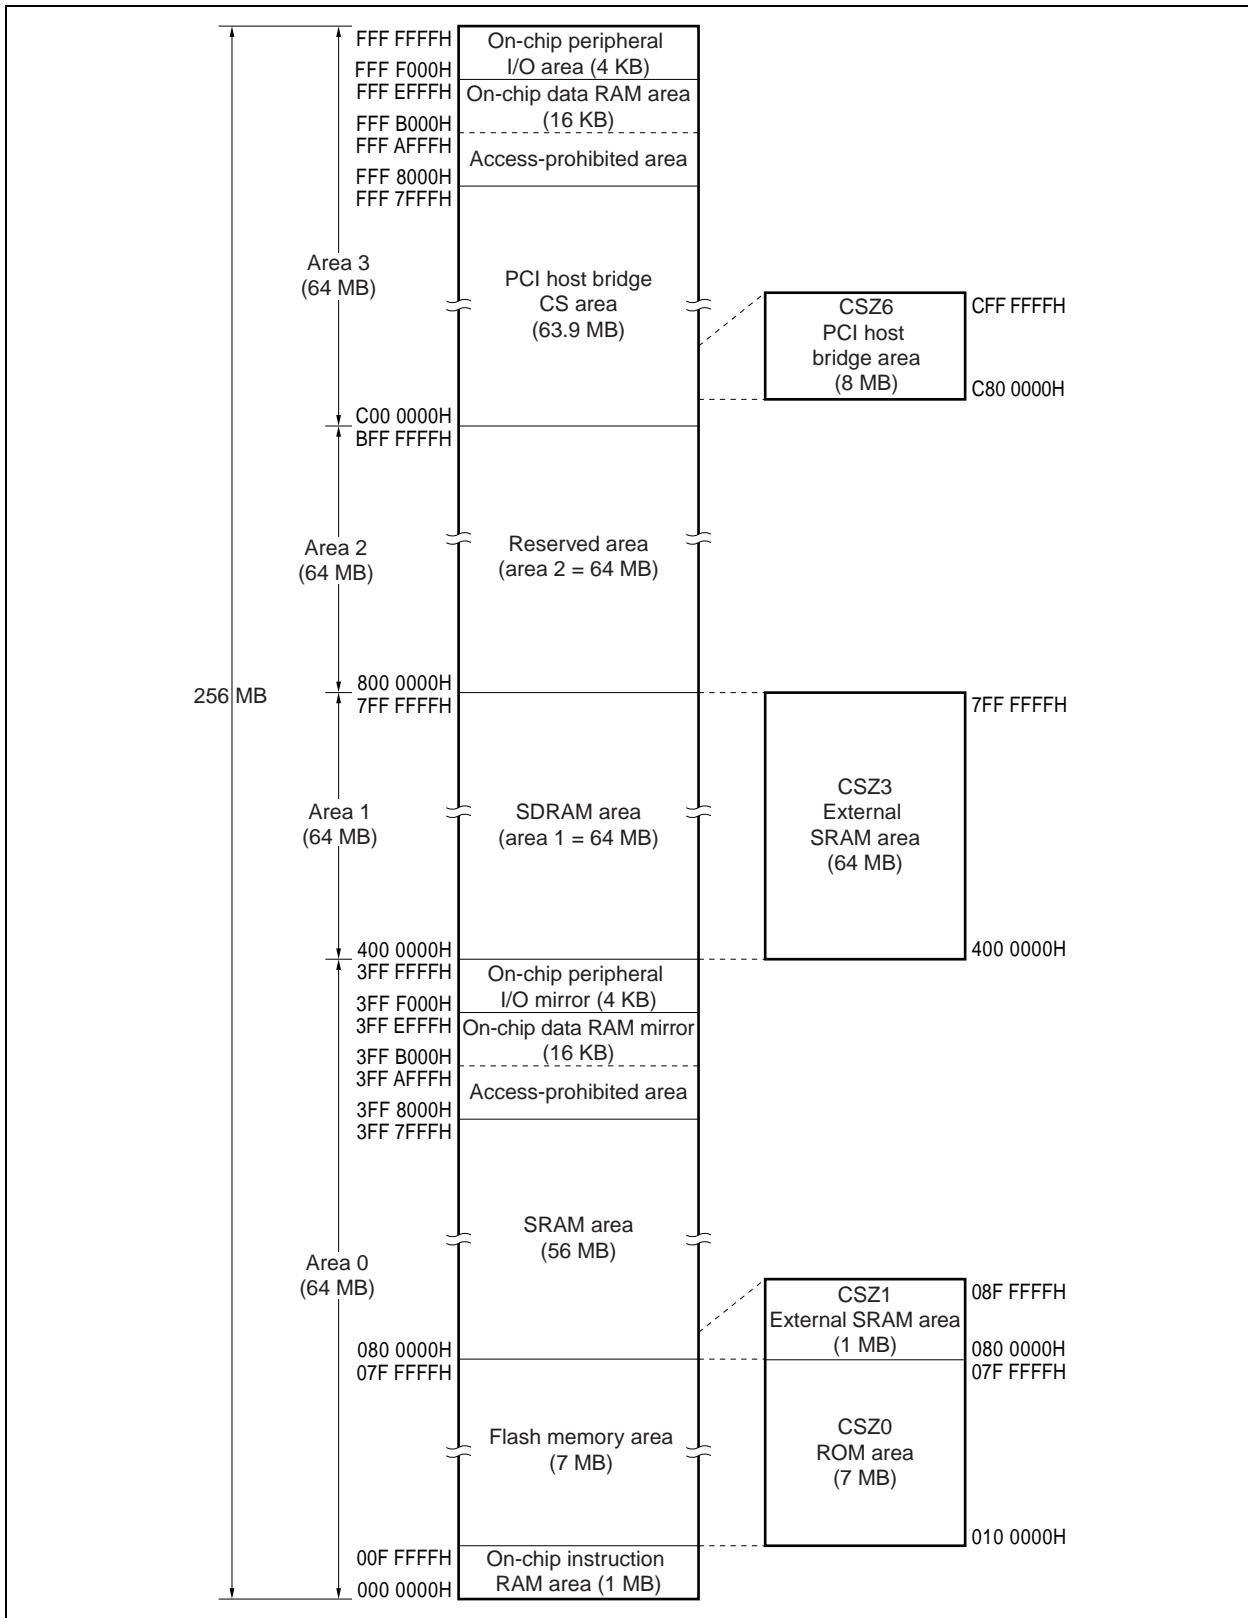 FFF FFFFH
On-chip peripheral
I/O area (4 KB)
FFF F000H
FFF EFFFH
On-chip data RAM area
(16 KB)
FFF B000H
FFF AFFFH
Access-prohibited area
FFF 8000H
FFF 7FFFH
Area 3
(64 MB)
PCI host bridge
CS area
(63.9 MB)
CSZ6
PCI host
bridge area
(8 MB)
CFF FFFFH
C80 0000H
C00 0000H
BFF FFFFH
Area 2
(64 MB)
Reserved area
(area 2 = 64 MB)
256 MB
800 0000H
7FF FFFFH
7FF FFFFH
Area 1
(64 MB)
SDRAM area
(area 1 = 64 MB)
CSZ3
External
SRAM area
(64 MB)
400 0000H
400 0000H
3FF FFFFH
On-chip peripheral
I/O mirror (4 KB)
3FF F000H
3FF EFFFH
On-chip data RAM mirror
(16 KB)
3FF B000H
3FF AFFFH
Access-prohibited area
3FF 8000H
3FF 7FFFH
Area 0
(64 MB)
SRAM area
(56 MB)
CSZ1
External SRAM area
(1 MB)
08F FFFFH
080 0000H
07F FFFFH
080 0000H
07F FFFFH
Flash memory area
(7 MB)
CSZ0
ROM area
(7 MB)
010 0000H
00F FFFFH
On-chip instruction
RAM area (1 MB)
000 0000H